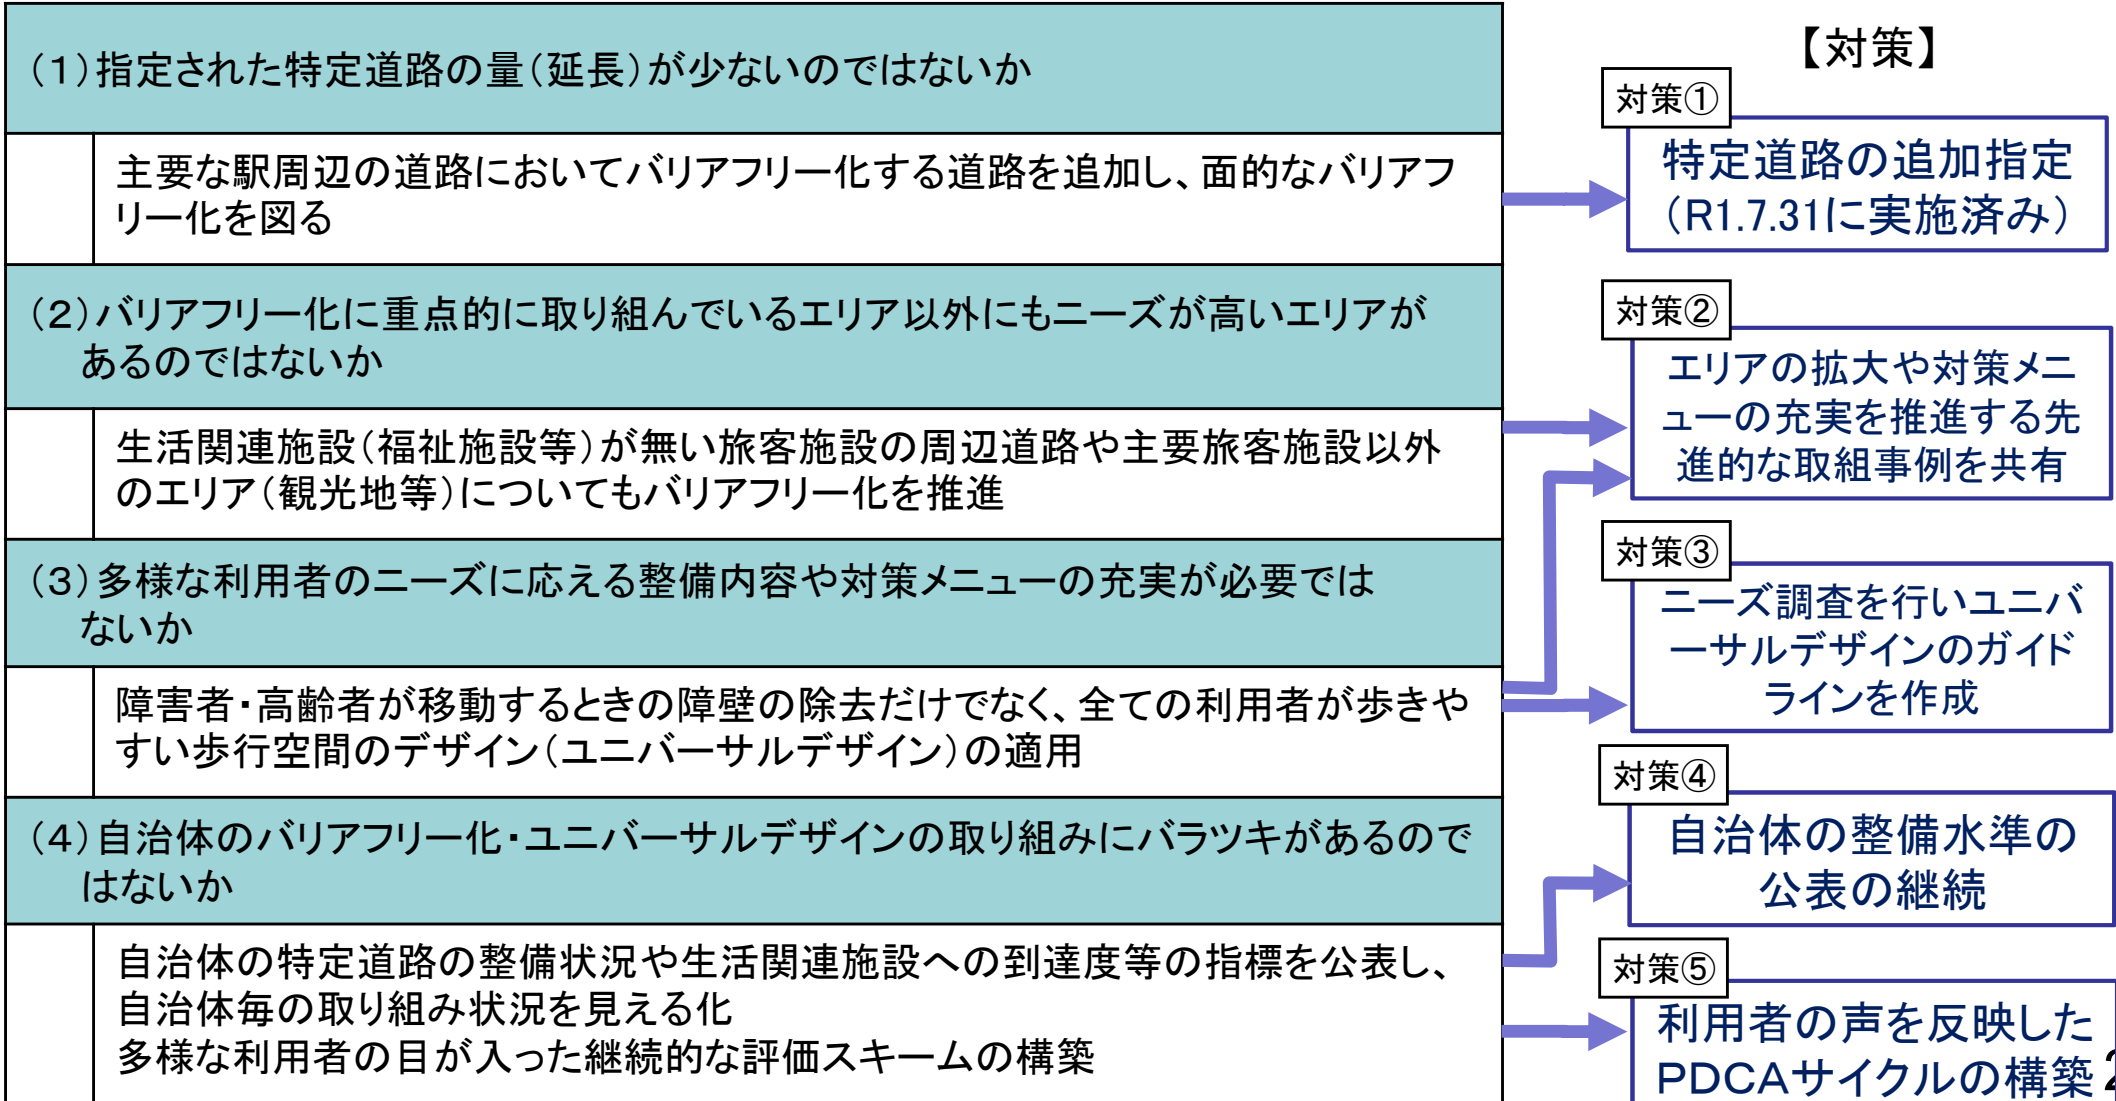 (1)指定された特定道路の量(延長)が少ないのではないか
主要な駅周辺の道路においてバリアフリー化する道路を追加し、面的なバリアフ
リー化を図る
(2)バリアフリー化に重点的に取り組んでいるエリア以外にもニーズが高いエリアが
あるのではないか
生活関連施設(福祉施設等)が無い旅客施設の周辺道路や主要旅客施設以外
のエリア(観光地等)についてもバリアフリー化を推進
(3)多様な利用者のニーズに応える整備内容や対策メニューの充実が必要では
ないか
障害者・高齢者が移動するときの障壁の除去だけでなく、全ての利用者が歩きや
すい歩行空間のデザイン(ユニバーサルデザイン)の適用
(4)自治体のバリアフリー化・ユニバーサルデザインの取り組みにバラツキがあるので
はないか
自治体の特定道路の整備状況や生活関連施設への到達度等の指標を公表し、
自治体毎の取り組み状況を見える化
多様な利用者の目が入った継続的な評価スキームの構築
【対策】
対策①
特定道路の追加指定
(R1.7.31に実施済み)
対策②
エリアの拡大や対策メニ
ューの充実を推進する先
進的な取組事例を共有
対策③
ニーズ調査を行いユニバ
ーサルデザインのガイド
ラインを作成
対策④
自治体の整備水準の
公表の継続
対策⑤
利用者の声を反映した
PDCAサイクルの構築